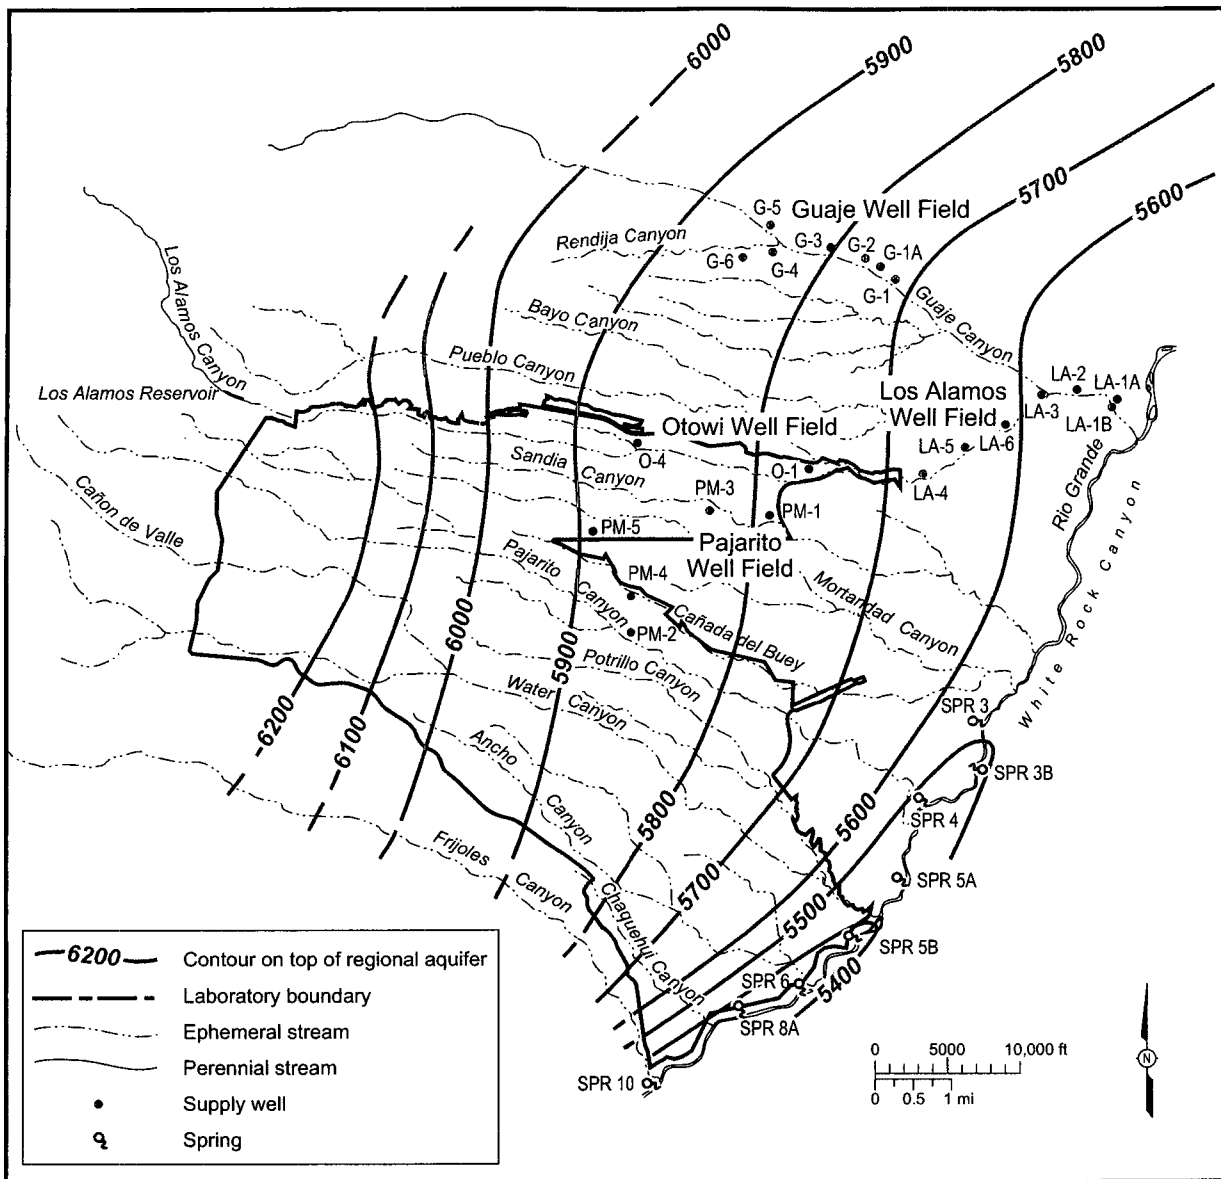 6000
5900
5800
5700
5600
G-5
Guaje Well Field
Rendija Canyon
G-3
G-2
G-1A
G-6
G-4
G-1
Guaje Canyon
Los Alamos Canyon
Bayo Canyon
Pueblo Canyon
Los Alamos Reservoir
LA-2
LA-1A
Los Alamos
Well Field
LA-3
LA-1B
Otowi Well Field
LA-6
LA-5
O-4
O-1
LA-4
Sandia Canyon
Rio Grande
White Rock Canyon
Cañon de Valle
PM-3
PM-1
PM-5
Pajarito
Well Field
Pajarito Canyon
PM-4
Mortandad Canyon
Cañada del Buey
PM-2
Potrillo Canyon
Water Canyon
6000
5900
6200
6100
SPR 3
SPR 3B
SPR 4
Ancho Canyon
5800
5600
Frijoles Canyon
5700
5500
SPR 5A
Chaquehui Canyon
SPR 5B
SPR 6
5400
SPR 8A
SPR 10
6200 Contour on top of regional aquifer
Laboratory boundary
Ephemeral stream
Perennial stream
Supply well
Spring
0 5000 10,000 ft
0 0.5 1 mi
N